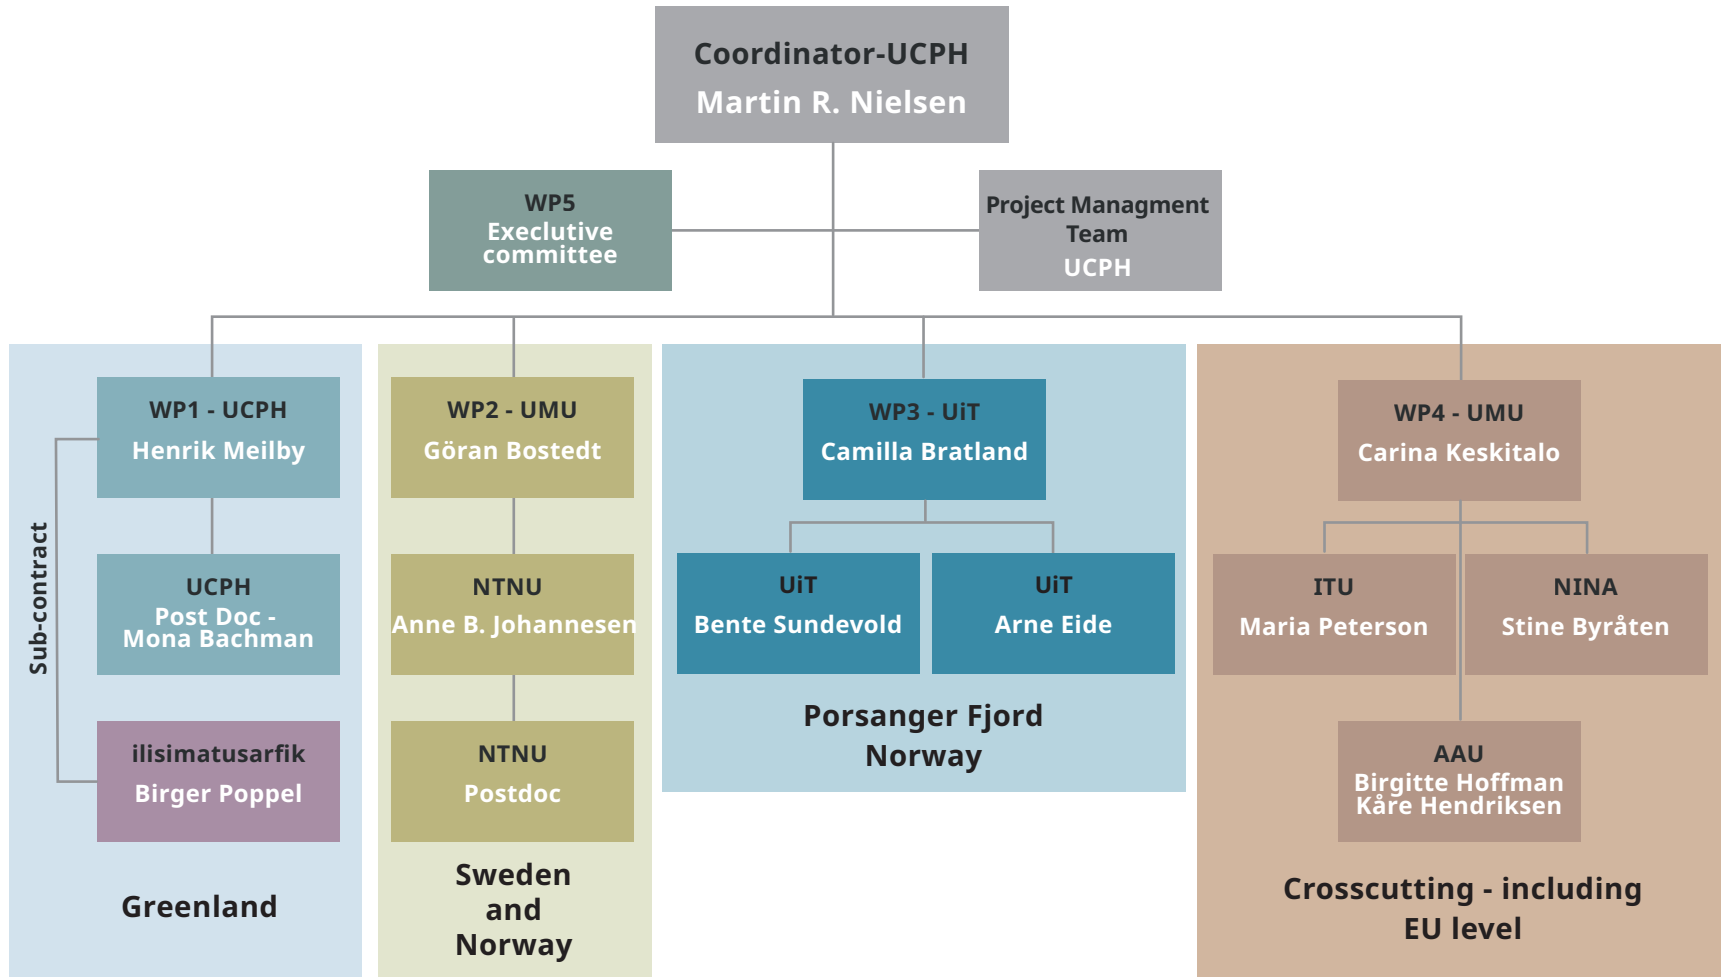 Coordinator-UCPH
Martin R. Nielsen
WP5
Execlutive
committee
Project Managment
Team
UCPH
WP1 - UCPH
Henrik Meilby
Sub-contract
UCPH
Post Doc -
Mona Bachman
ilisimatusarfik
Birger Poppel
Greenland
WP2 - UMU
Göran Bostedt
NTNU
Anne B. Johannesen
NTNU
Postdoc
Sweden
and
Norway
WP3 - UiT
Camilla Bratland
UiT
Bente Sundevold
UiT
Arne Eide
Porsanger Fjord
Norway
WP4 - UMU
Carina Keskitalo
ITU
Maria Peterson
NINA
Stine Byråten
AAU
Birgitte Hoffman
Kåre Hendriksen
Crosscutting - including
EU level